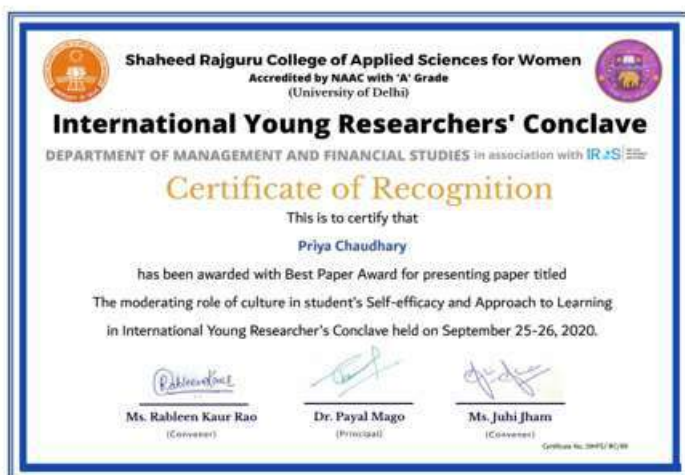 Shaheed Rajguru College of Applied Sciences for Women
Accredited by NAAC with 'A' Grade
(University of Delhi)
International Young Researchers' Conclave
DEPARTMENT OF MANAGEMENT AND FINANCIAL STUDIES in association with
Certificate of Recognition
This is to certify that
Priya Chaudhary
has been awarded with Best Paper Award for presenting paper titled
The moderating role of culture in student's Self-efficacy and Approach to Learning
in International Young Researcher's Conclave held on September 25-26, 2020.
Ms. Rableen Kaur Rao Dr. Payal Mago Ms. Juhi Jham
(Convener) (Principal) (Convener)
Certificate No.